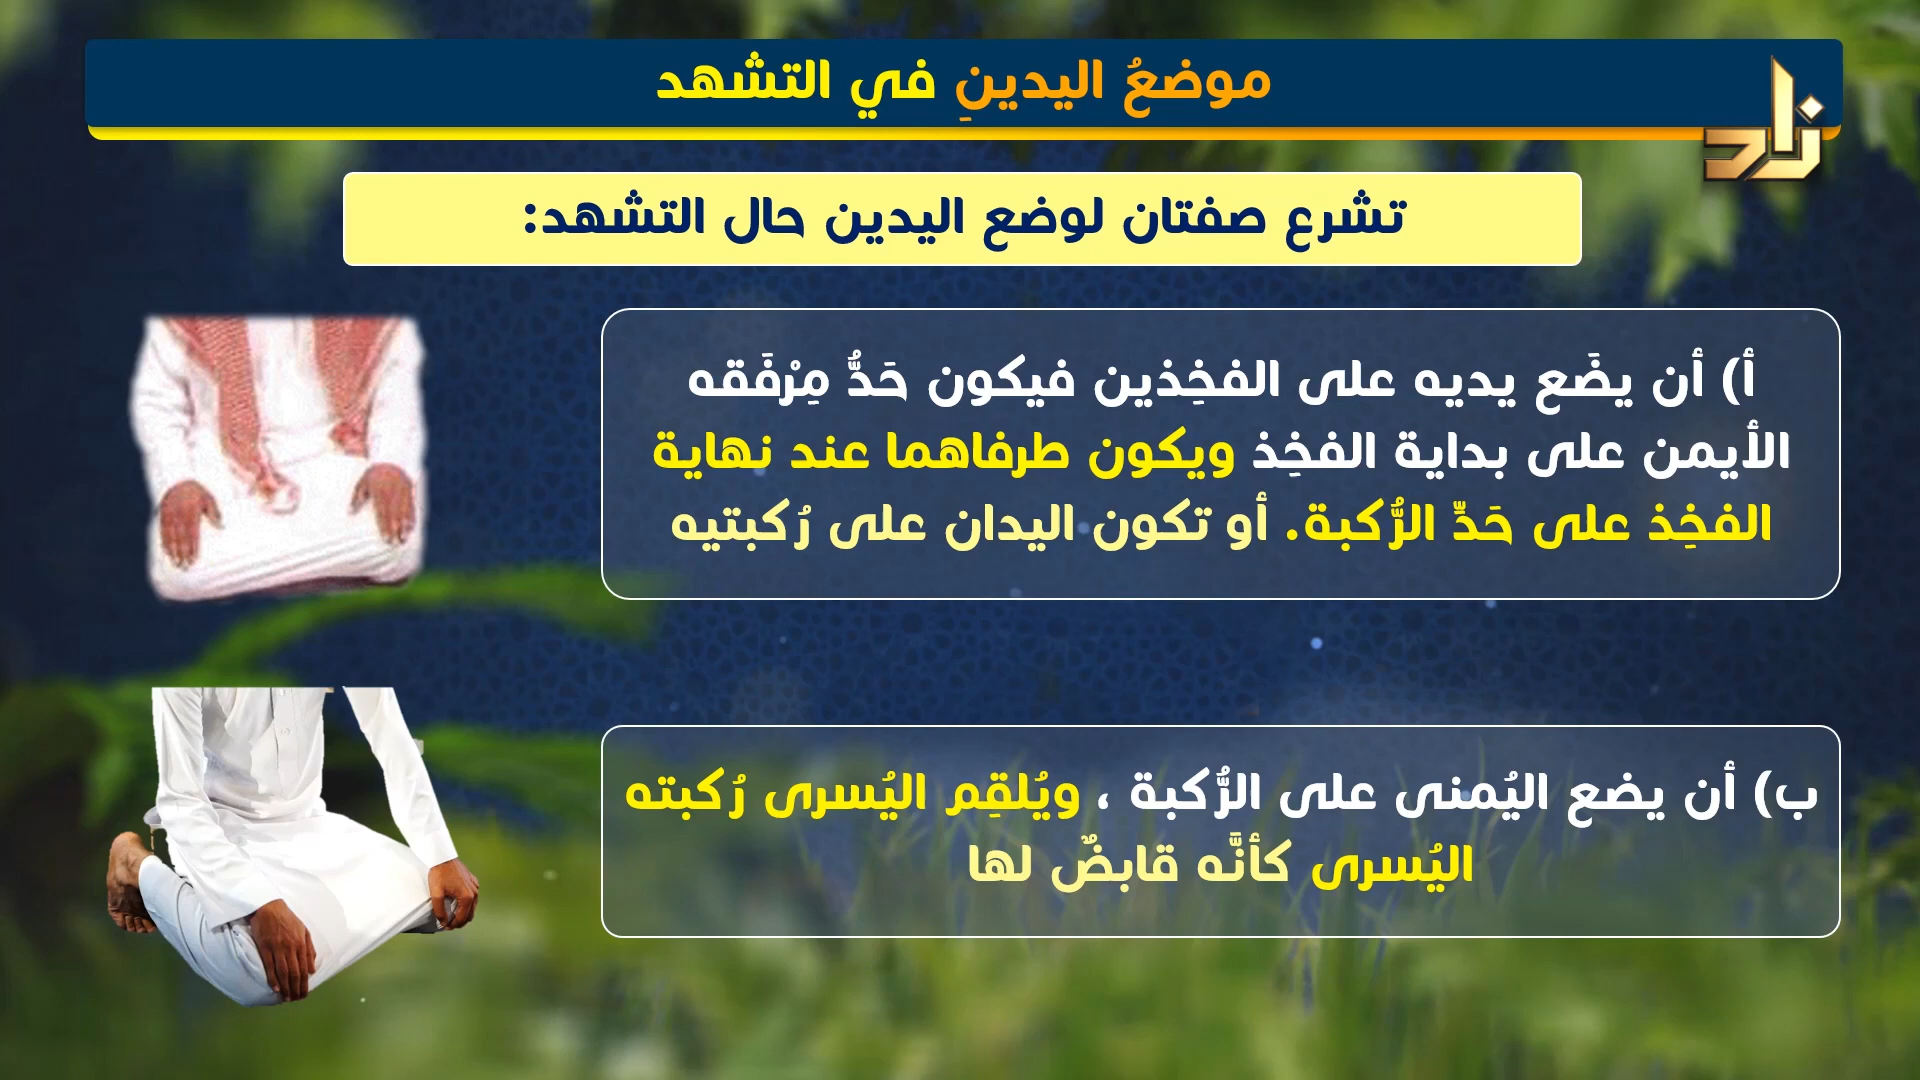 موضعُ اليدينِ في التشهد
زاد
تشرع صفتان لوضع اليدين حال التشهد:
أ) أن يضَع يديه على الفخِذين فيكون حَدُّ مِرْفَقه
الأيمن على بداية الفخِذ ويكون طرفاهما عند نهاية
الفخِذ على حَدِّ الرُّكبة. أو تكون اليدان على رُكبتيه
ب) أن يضع اليُمنى على الرُّكبة ، ويُلقِم اليُسرى رُكبته
اليُسرى كأنَّه قابضٌ لها